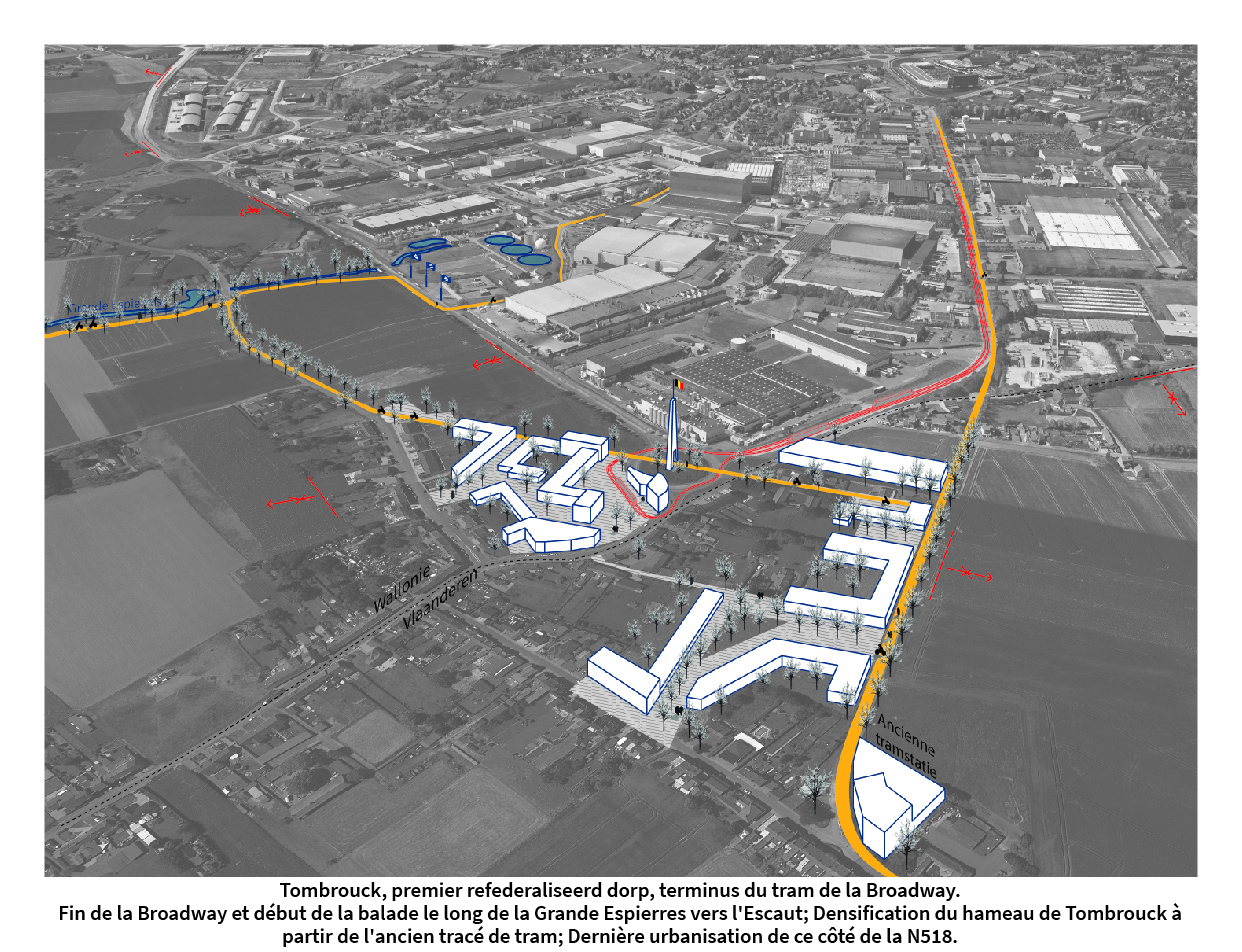 Grande Espierres
Wallonie
Vlaanderen
Ancienne
tramstatie
Tombrouck, premier refederaliseerd dorp, terminus du tram de la Broadway.
Fin de la Broadway et début de la balade le long de la Grande Espierres vers l'Escaut; Densification du hameau de Tombrouck à
partir de l'ancien tracé de tram; Dernière urbanisation de ce côté de la N518.